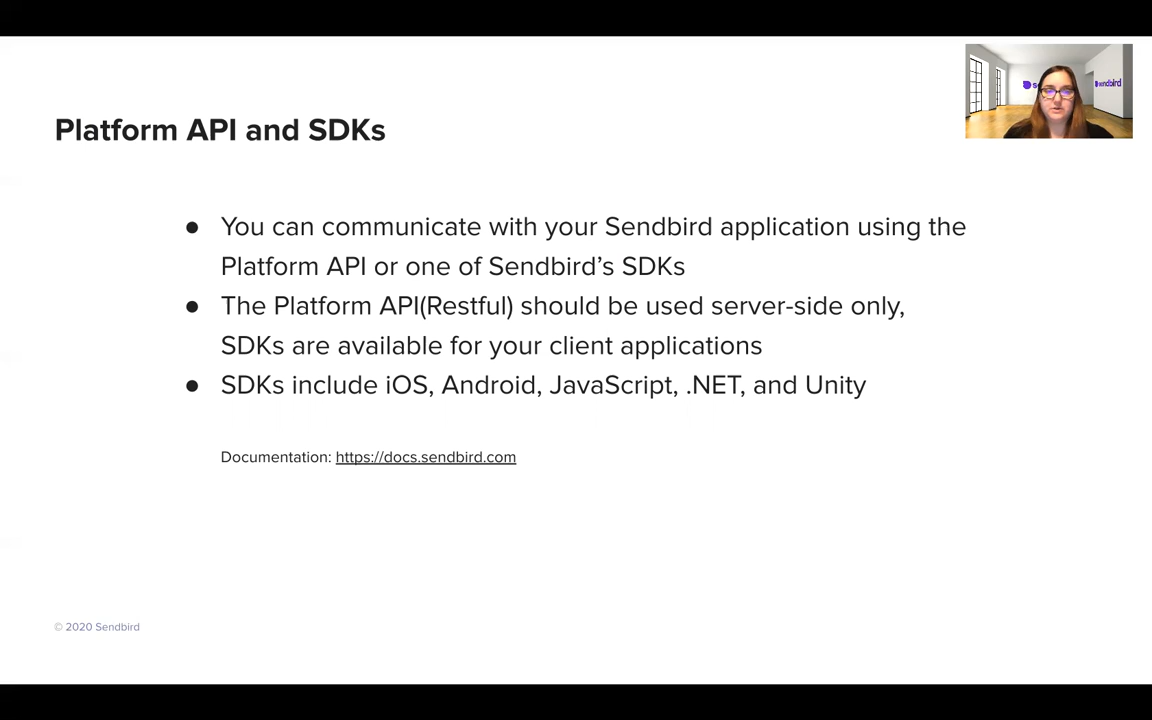 Platform API and SDKs
● You can communicate with your Sendbird application using the
Platform API or one of Sendbird’s SDKs
● The Platform API(Restful) should be used server-side only,
SDKs are available for your client applications
● SDKs include iOS, Android, JavaScript, .NET, and Unity
Documentation: https://docs.sendbird.com
© 2020 Sendbird
sendbird